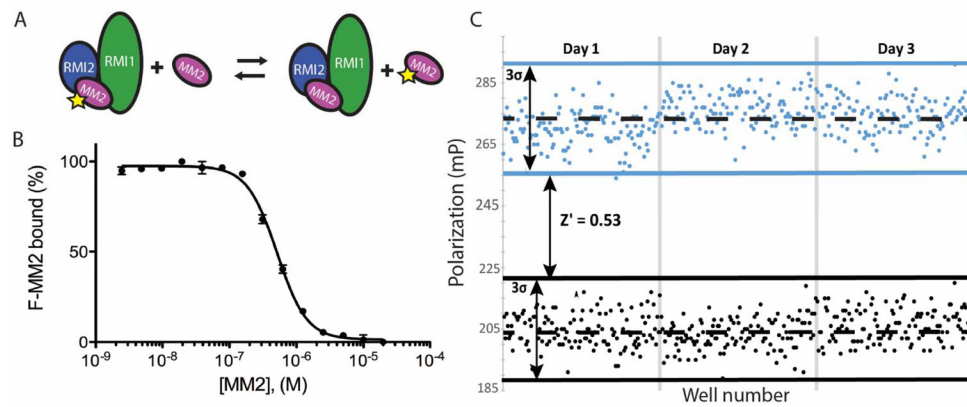 A
RMI2
RMI1
MM2
+
MM2
RMI2
RMI1
MM2
+
MM2
B
F-MM2 bound (%)
100
50
0
10-9
10-8
10-7
10-6
10-5
10-4
[MM2], (M)
C
Day 1
Day 2
Day 3
Polarization (mP)
285
265
245
225
205
185
3σ
Z' = 0.53
3σ
Well number